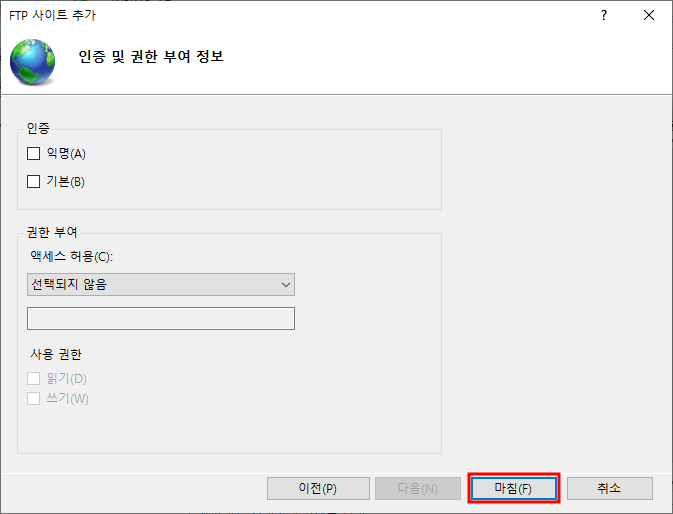 FTP 사이트 추가
?
인증 및 권한 부여 정보
인증
익명(A)
기본(B)
권한 부여
액세스 허용(C):
선택되지 않음
사용 권한
읽기(D)
쓰기(W)
이전(P) 다음(N) 마침(F) 취소